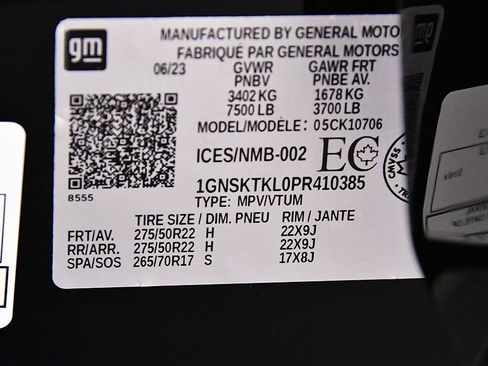 gm
MANUFACTURED BY GENERAL MOTO
FABRIQUÉ PAR GENERAL MOTORS
06/23 GVWR GAWR FRT
PNBV PNBE AV.
3402 KG 1678 KG
7500 LB 3700 LB
MODEL/MODÈLE: 05CK10706
ICES/NMB-002 EC
CMVSS
1GNSKTKL0PR410385
8555 TYPE: MPV/VTUM
TIRE SIZE / DIM. PNEU RIM / JANTE
FRT/AV. 275/50R22 H 22X9J
RR/ARR. 275/50R22 H 22X9J
SPA/SOS 265/70R17 S 17X8J